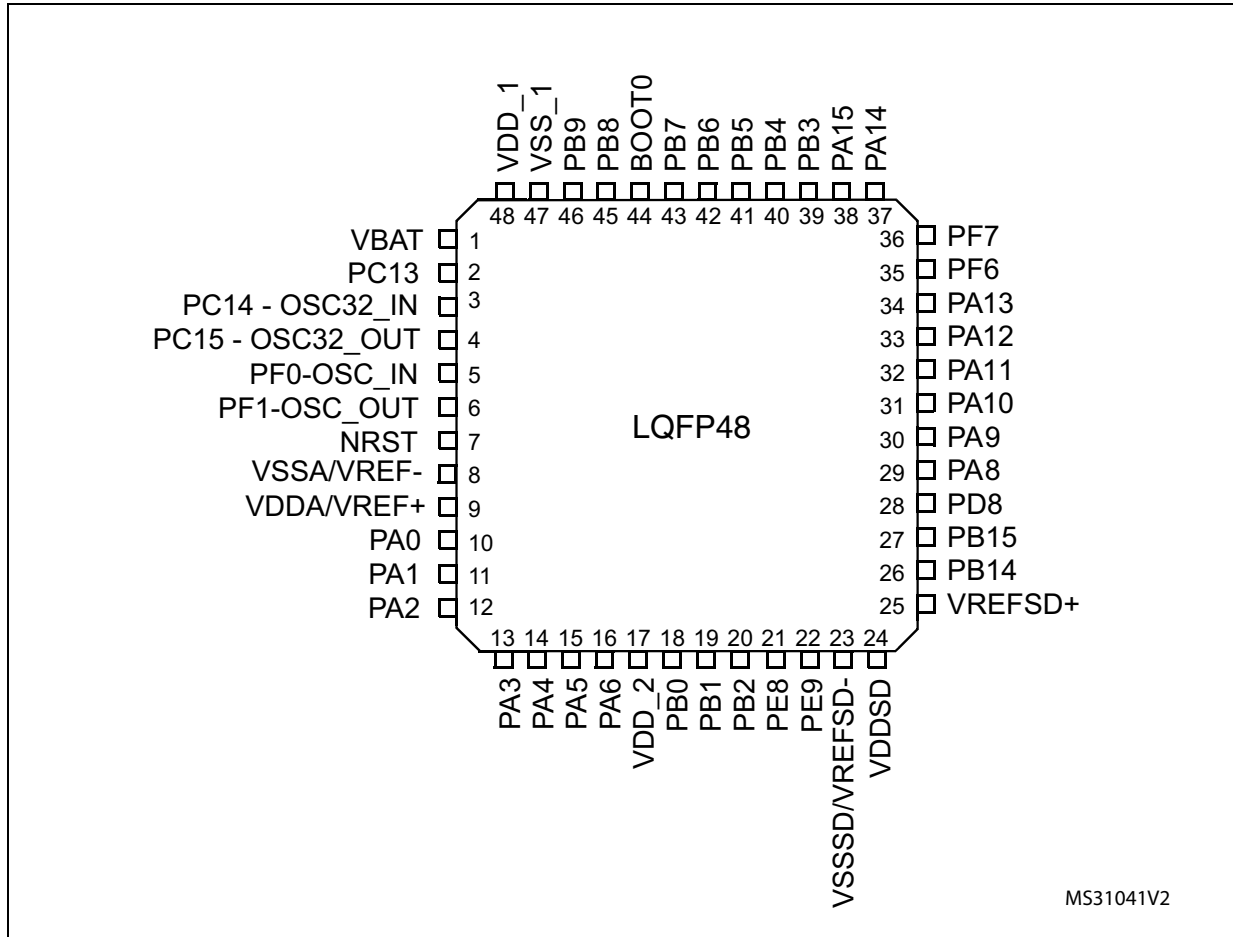 VDD_1
VSS_1
PB9
PB8
BOOT0
PB7
PB6
PB5
PB4
PB3
PA15
PA14
48 47 46 45 44 43 42 41 40 39 38 37
VBAT 1
PC13 2
PC14 - OSC32_IN 3
PC15 - OSC32_OUT 4
PF0-OSC_IN 5
PF1-OSC_OUT 6
NRST 7
VSSA/VREF- 8
VDDA/VREF+ 9
PA0 10
PA1 11
PA2 12
LQFP48
36 PF7
35 PF6
34 PA13
33 PA12
32 PA11
31 PA10
30 PA9
29 PA8
28 PD8
27 PB15
26 PB14
25 VREFSD+
13 14 15 16 17 18 19 20 21 22 23 24
PA3
PA4
PA5
PA6
VDD_2
PB0
PB1
PB2
PE8
PE9
VSSSD/VREFSD-
VDDSD
MS31041V2